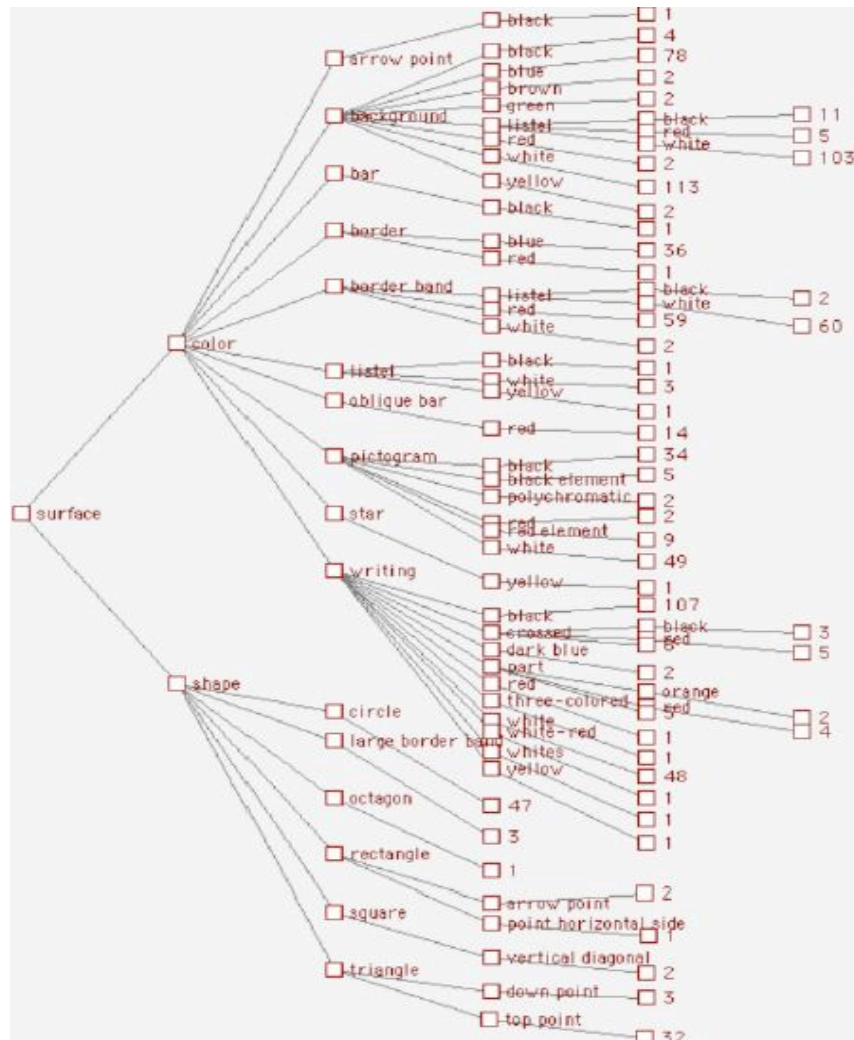 black 1
4
black
arrow point 78
blue 2
brown
green 2
background listel black 11
red 5
red white
white 103
2
bar yellow 113
black 2
1
border blue 36
red 1
border band listel black 2
white
red 59
white 60
color 2
black 1
listel white 3
yellow
oblique bar 1
red 14
pictogram black 34
black element 5
polychromatic 2
surface star red 2
red element 9
white 49
writing yellow 1
107
black
crossed black 3
red
6
dark blue 5
part 2
shape red orange
three-colored red
5
circle white 2
white-red 4
large border band 1
whites 1
yellow 48
octagon 47 1
1
3
1
rectangle 1
arrow point 2
square point horizontal side 1
vertical diagonal
triangle 2
down point 3
top point
32